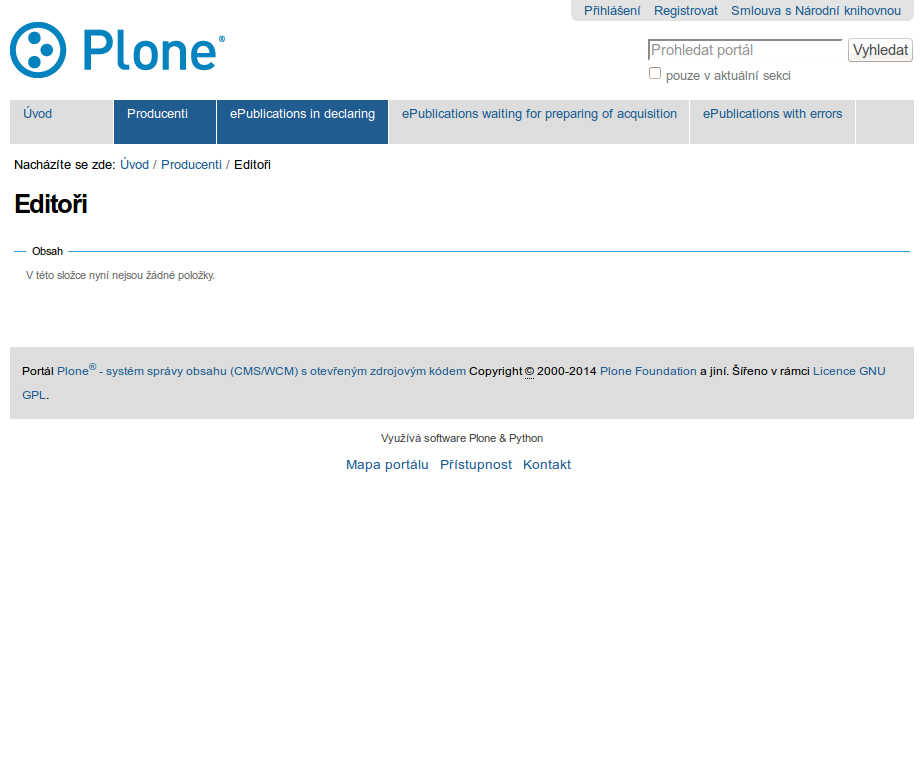 Přihlášení Registrovat Smlouva s Národní knihovnou
Plone®
Prohledat portál Vyhledat
pouze v aktuální sekci
Úvod Producenti ePublications in declaring ePublications waiting for preparing of acquisition ePublications with errors
Nacházíte se zde: Úvod / Producenti / Editoři
Editoři
Obsah
V této složce nyní nejsou žádné položky.
Portál Plone® - systém správy obsahu (CMS/WCM) s otevřeným zdrojovým kódem Copyright © 2000-2014 Plone Foundation a jiní. Šířeno v rámci Licence GNU
GPL.
Využívá software Plone & Python
Mapa portálu Přístupnost Kontakt